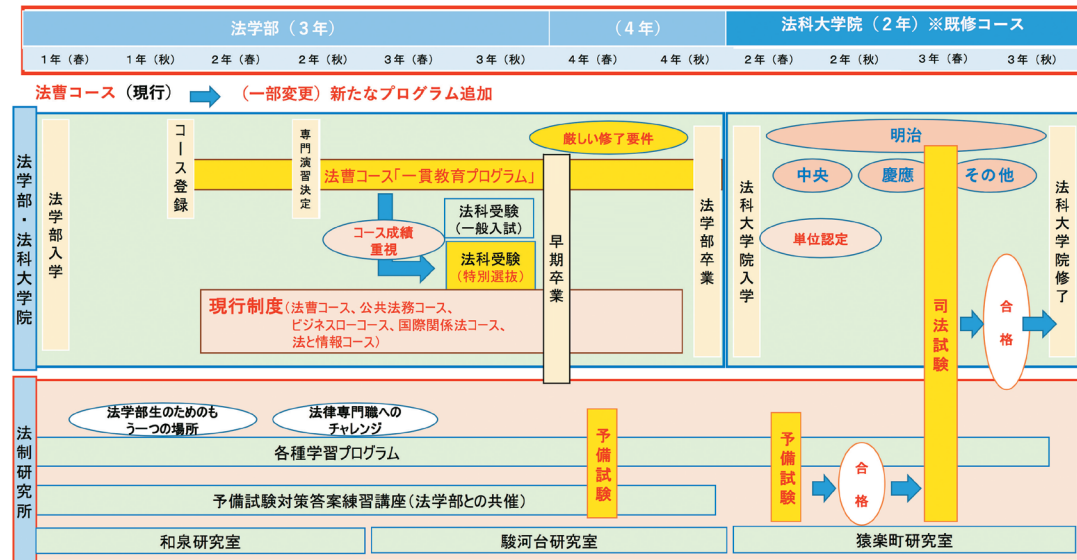 法学部（3年）
（4年）
法科大学院（2年）※既修コース
1年（春）
1年（秋）
2年（春）
2年（秋）
3年（春）
3年（秋）
4年（春）
4年（秋）
2年（春）
2年（秋）
3年（春）
3年（秋）
法曹コース（現行）
（一部変更）新たなプログラム追加
法学部・法科大学院
法学部入学
コース登録
専門演習決定
法曹コース「一貫教育プログラム」
厳しい修了要件
コース成績
重視
法科受験
（一般入試）
法科受験
（特別選抜）
早期卒業
法学部卒業
現行制度（法曹コース、公共法務コース、
ビジネスローコース、国際関係法コース、
法と情報コース）
法科大学院入学
明治
中央
慶應
その他
単位認定
司法試験
合格
法科大学院修了
法制研究所
法学部生のためのも
う一つの場所
法律専門職への
チャレンジ
各種学習プログラム
予備試験対策答案練習講座（法学部との共催）
予備試験
予備試験
合格
和泉研究室
駿河台研究室
猿楽町研究室